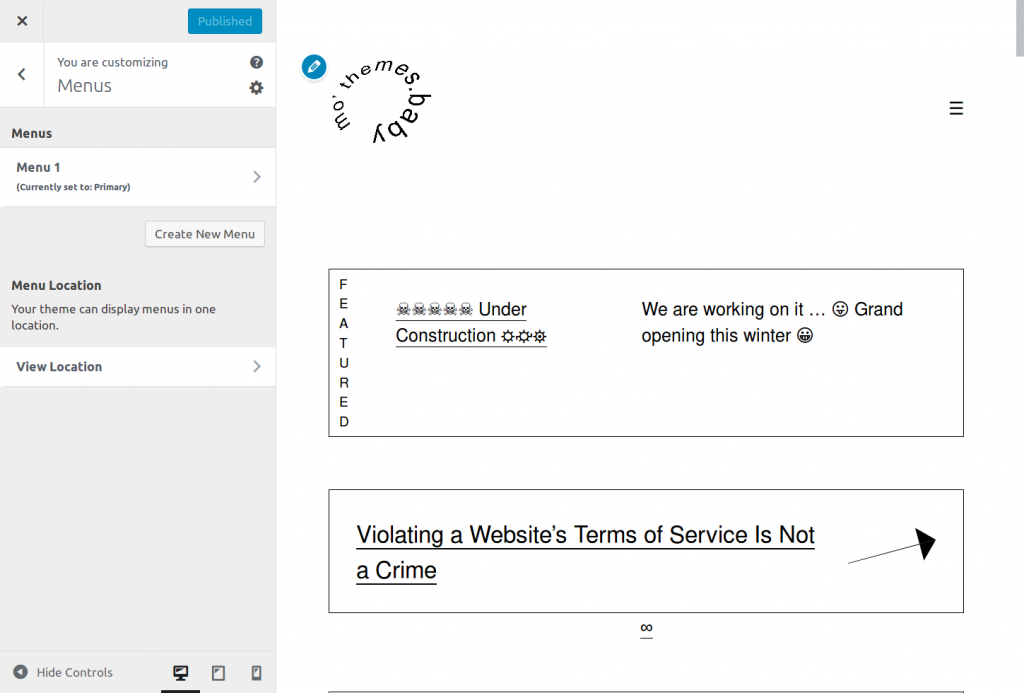 Published
You are customizing
Menus
Menus
Menu 1
(Currently set to: Primary)
Create New Menu
Menu Location
Your theme can display menus in one
location.
View Location
Hide Controls
mo' themes.baby
FEATURED
☠☠☠☠☠ Under
Construction ⛭⛮⛯
We are working on it … 😜 Grand
opening this winter 😀
Violating a Website’s Terms of Service Is Not
a Crime
∞